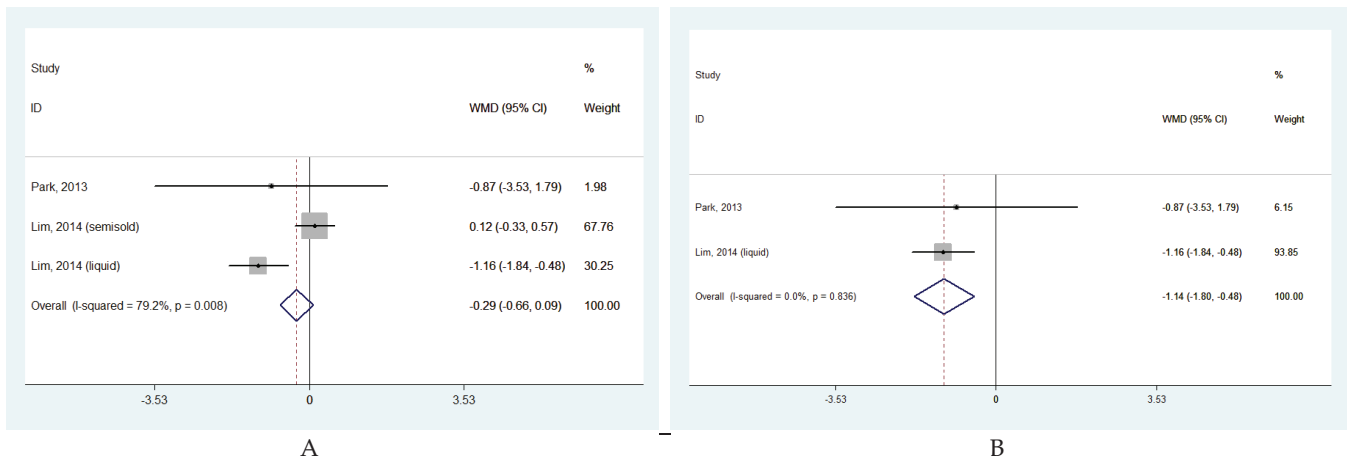 Study %
ID WMD (95% CI) Weight
Park, 2013 -0.87 (-3.53, 1.79) 1.98
Lim, 2014 (semisold) 0.12 (-0.33, 0.57) 67.76
Lim, 2014 (liquid) -1.16 (-1.84, -0.48) 30.25
Overall (I-squared = 79.2%, p = 0.008) -0.29 (-0.66, 0.09) 100.00
-3.53 0 3.53
A
Study %
ID WMD (95% CI) Weight
Park, 2013 -0.87 (-3.53, 1.79) 6.15
Lim, 2014 (liquid) -1.16 (-1.84, -0.48) 93.85
Overall (I-squared = 0.0%, p = 0.836) -1.14 (-1.80, -0.48) 100.00
-3.53 0 3.53
B